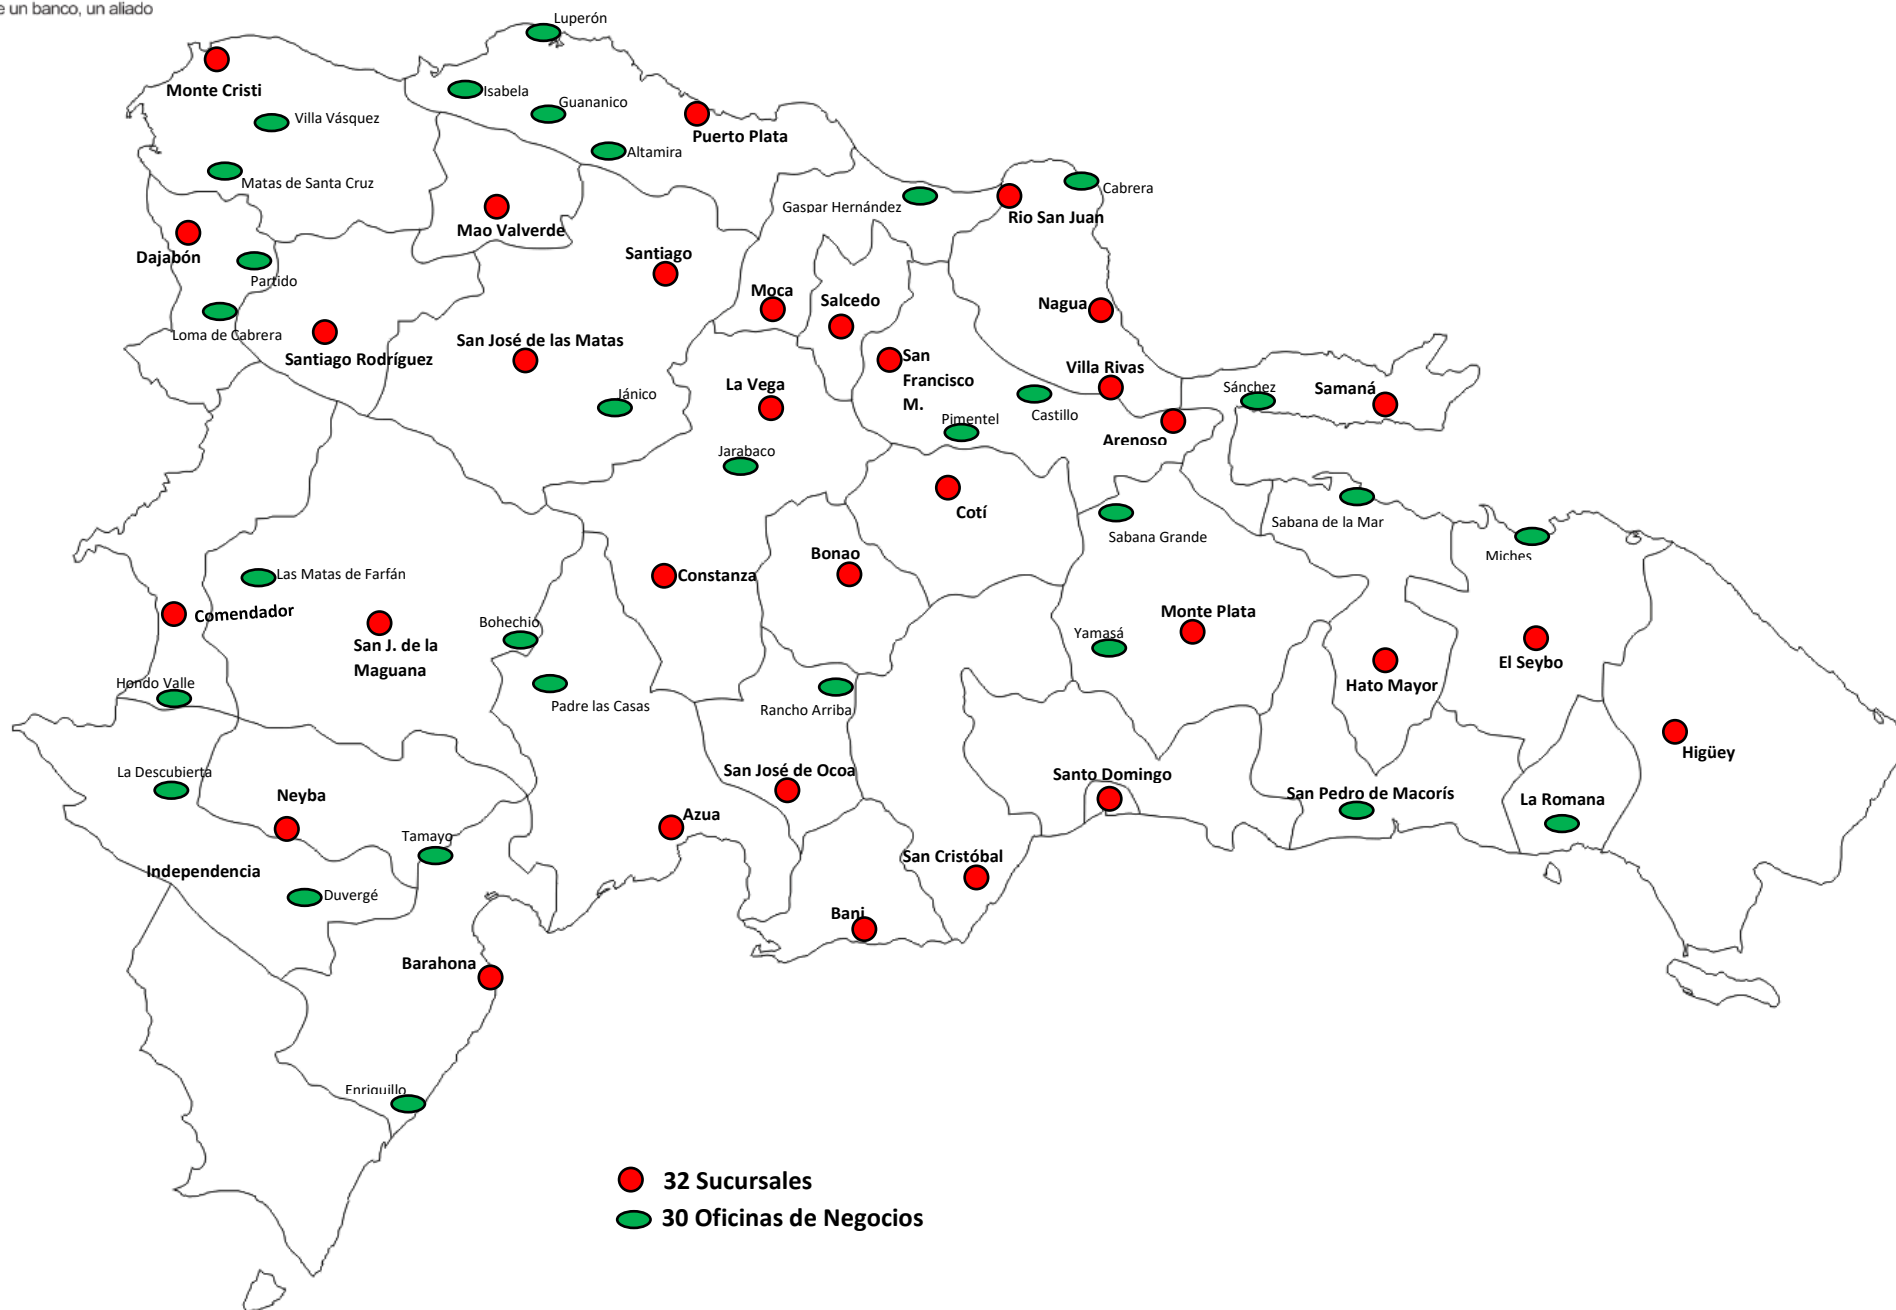 e un banco, un aliado
Luperón
Monte Cristi
Isabela
Guananico
Villa Vásquez
Puerto Plata
Altamira
Matas de Santa Cruz
Cabrera
Gaspar Hernández
Rio San Juan
Mao Valverde
Dajabón
Santiago
Partido
Moca
Salcedo
Nagua
Loma de Cabrera
San José de las Matas
Santiago Rodríguez
San
Francisco
M.
Villa Rivas
La Vega
Sánchez
Samaná
Jánico
Castillo
Pimentel
Arenoso
Jarabaco
Cotí
Sabana de la Mar
Sabana Grande
Bonao
Miches
Las Matas de Farfán
Constanza
Comendador
Monte Plata
Bohechio
Yamasá
San J. de la
Maguana
El Seybo
Hondo Valle
Hato Mayor
Padre las Casas
Rancho Arriba
Higüey
La Descubierta
San José de Ocoa
Santo Domingo
Neyba
San Pedro de Macorís
La Romana
Azua
Tamayo
San Cristóbal
Independencia
Duvergé
Bani
Barahona
Enriquillo
32 Sucursales
30 Oficinas de Negocios